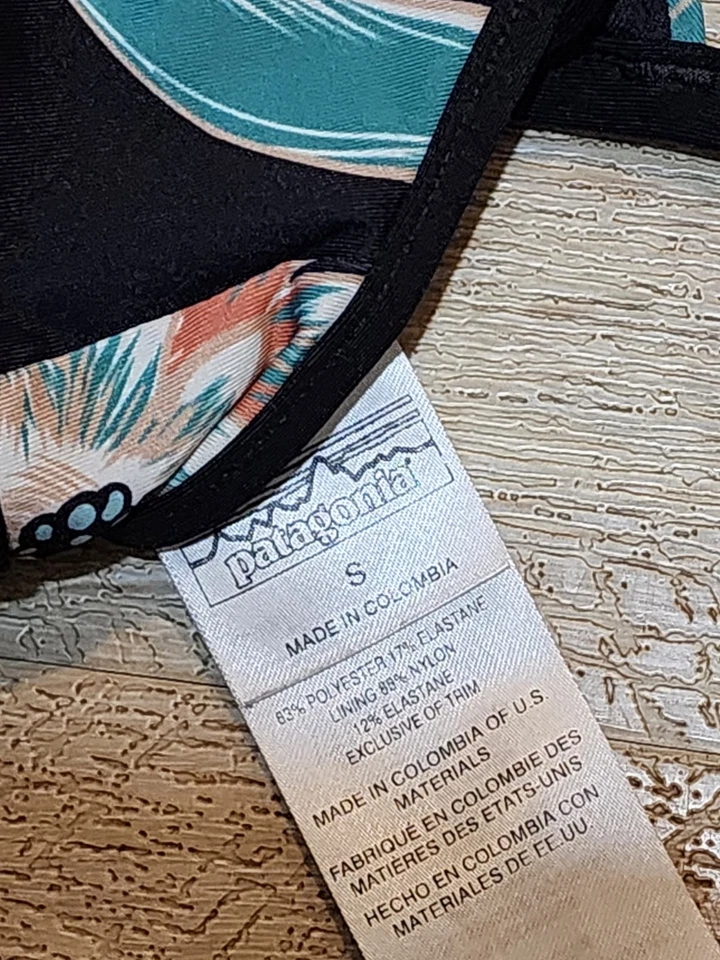 patagonia
S
MADE IN COLOMBIA
83% POLYESTER 17% ELASTANE
LINING 88% NYLON
12% ELASTANE
EXCLUSIVE OF TRIM
MADE IN COLOMBIA OF U.S.
MATERIALS
FABRIQUÉ EN COLOMBIE DES
MATIÈRES DES ETATS-UNIS
HECHO EN COLOMBIA CON
MATERIALES DE EE.UU.